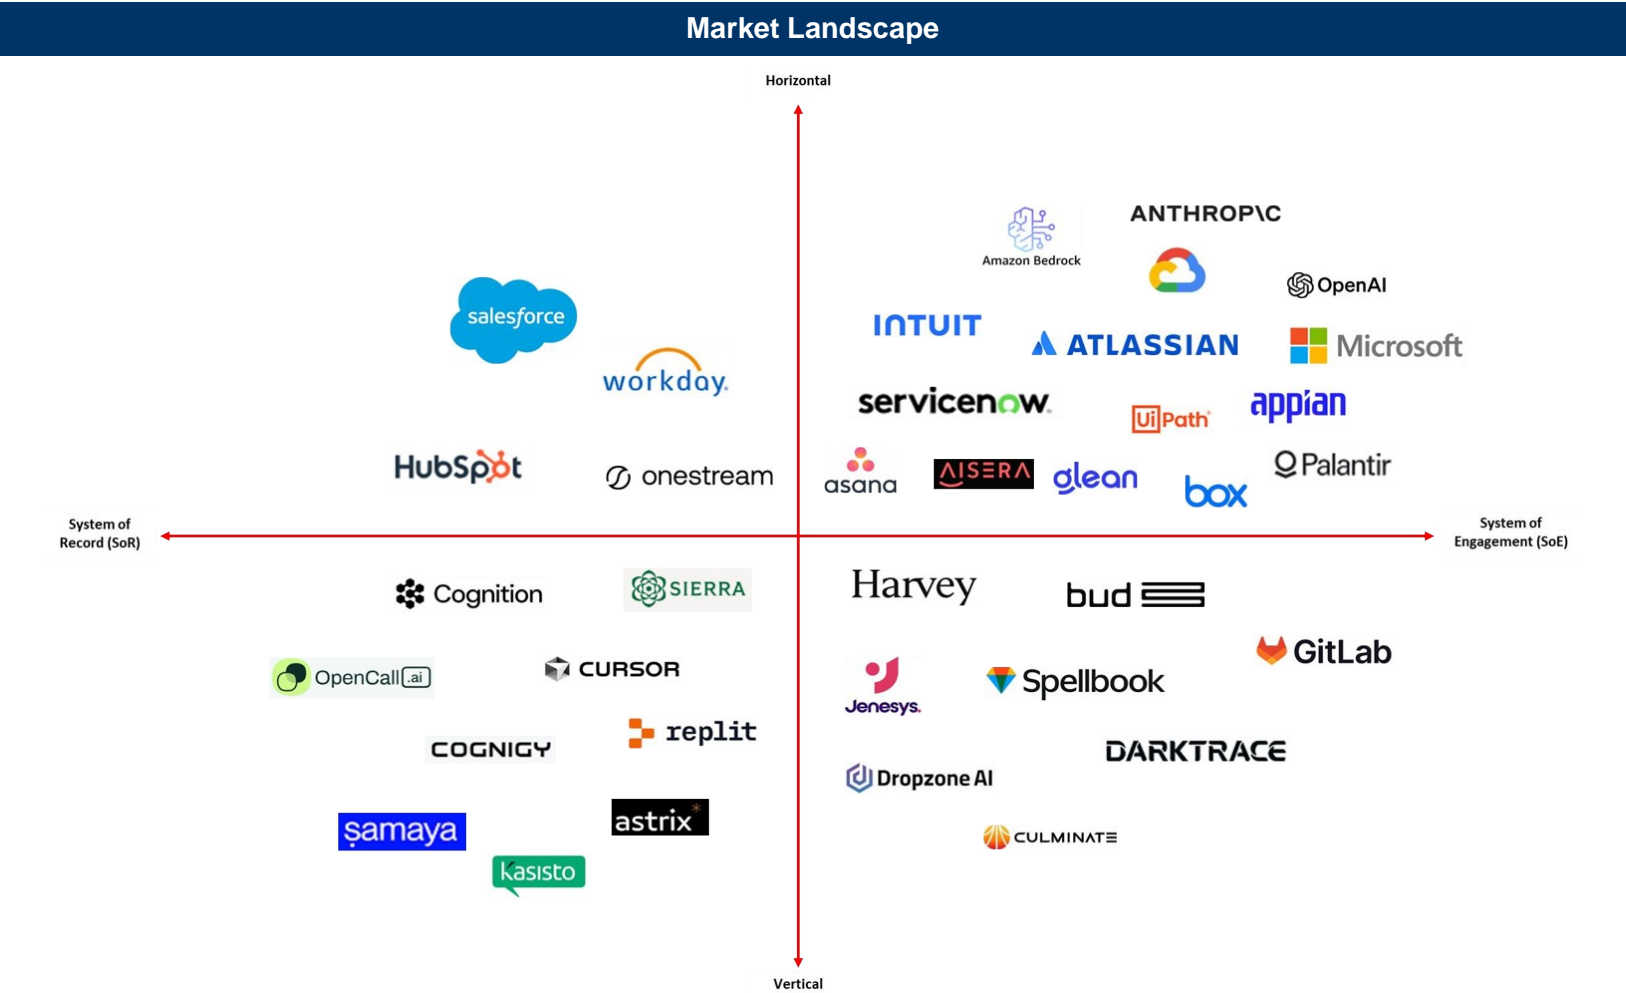 Market Landscape
Horizontal
ANTHROP\C
Amazon Bedrock
OpenAI
salesforce
INTUIT
ATLASSIAN
Microsoft
workday.
servicenow.
UiPath
appian
HubSpot
onestream
asana
AISERA
glean
box
Palantir
System of
Record (SoR)
System of
Engagement (SoE)
Cognition
SIERRA
Harvey
bud
OpenCall.ai
CURSOR
Jenesys.
Spellbook
GitLab
COGNIGY
replit
DARKTRACE
Dropzone AI
ṣamaya
astrix*
CULMINATE
kasisto
Vertical